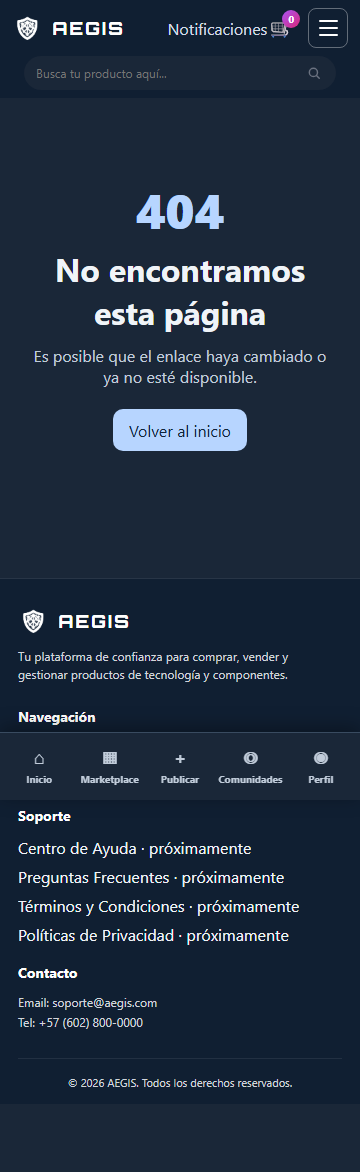 AEGIS
Notificaciones
0
Busca tu producto aquí...
404
No encontramos
esta página
Es posible que el enlace haya cambiado o
ya no esté disponible.
Volver al inicio
AEGIS
Tu plataforma de confianza para comprar, vender y
gestionar productos de tecnología y componentes.
Navegación
Inicio
Marketplace
Publicar
Comunidades
Perfil
Soporte
Centro de Ayuda · próximamente
Preguntas Frecuentes · próximamente
Términos y Condiciones · próximamente
Políticas de Privacidad · próximamente
Contacto
Email: soporte@aegis.com
Tel: +57 (602) 800-0000
© 2026 AEGIS. Todos los derechos reservados.